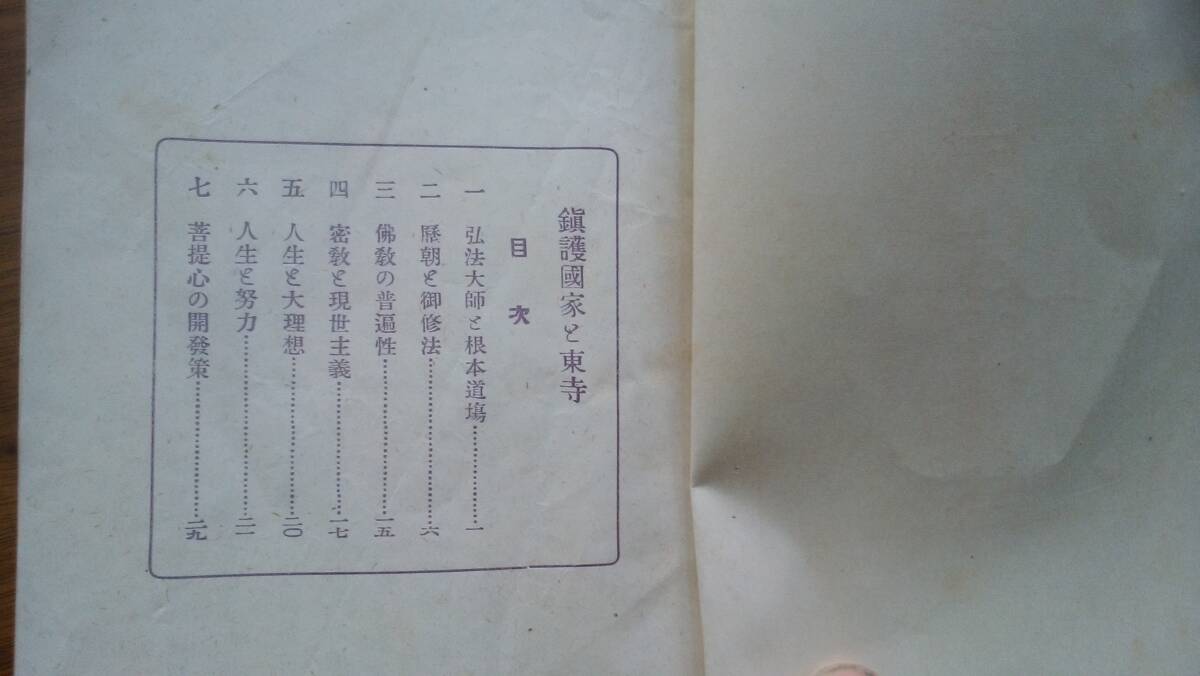 鎭護國家と東寺
目次
一 弘法大師と根本道塲……………一
二 歷朝と御修法……………六
三 佛敎の普遍性……………一五
四 密敎と現世主義……………一七
五 人生と大理想……………二〇
六 人生と努力……………二一
七 菩提心の開發策……………二九